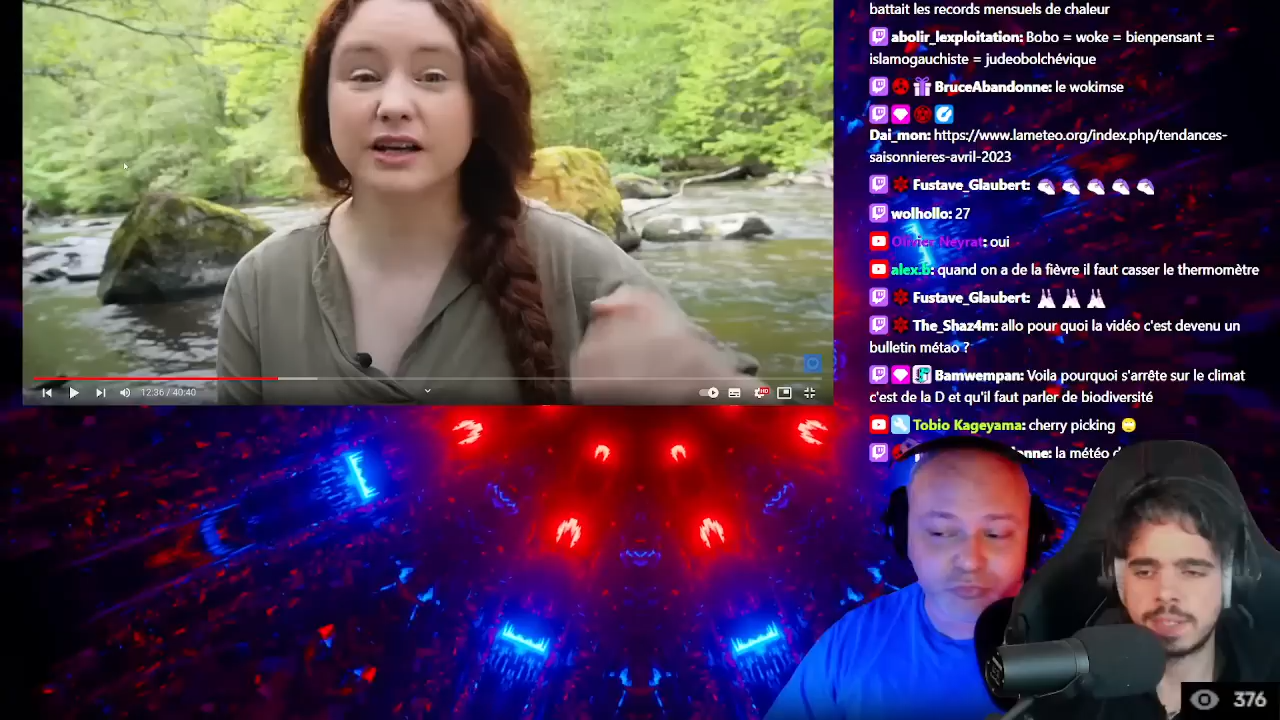 battait les records mensuels de chaleur
abolir_lexploitation: Bobo = woke = bienpensant =
islamogauchiste = judeobolchévique
BruceAbandonne: le wokimse
Dai_mon: https://www.lameteo.org/index.php/tendances-
saisonnieres-avril-2023
Fustave_Glaubert:
wolhollo: 27
Olivier Neyrat: oui
alex.b: quand on a de la fièvre il faut casser le thermomètre
Fustave_Glaubert:
The_Shaz4m: allo pour quoi la vidéo c'est devenu un
bulletin métao ?
Bamwempan: Voila pourquoi s'arrête sur le climat
c'est de la D et qu'il faut parler de biodiversité
Tobio Kageyama: cherry picking 🙄
donne: la météo
12:36 / 40:40
HD
376